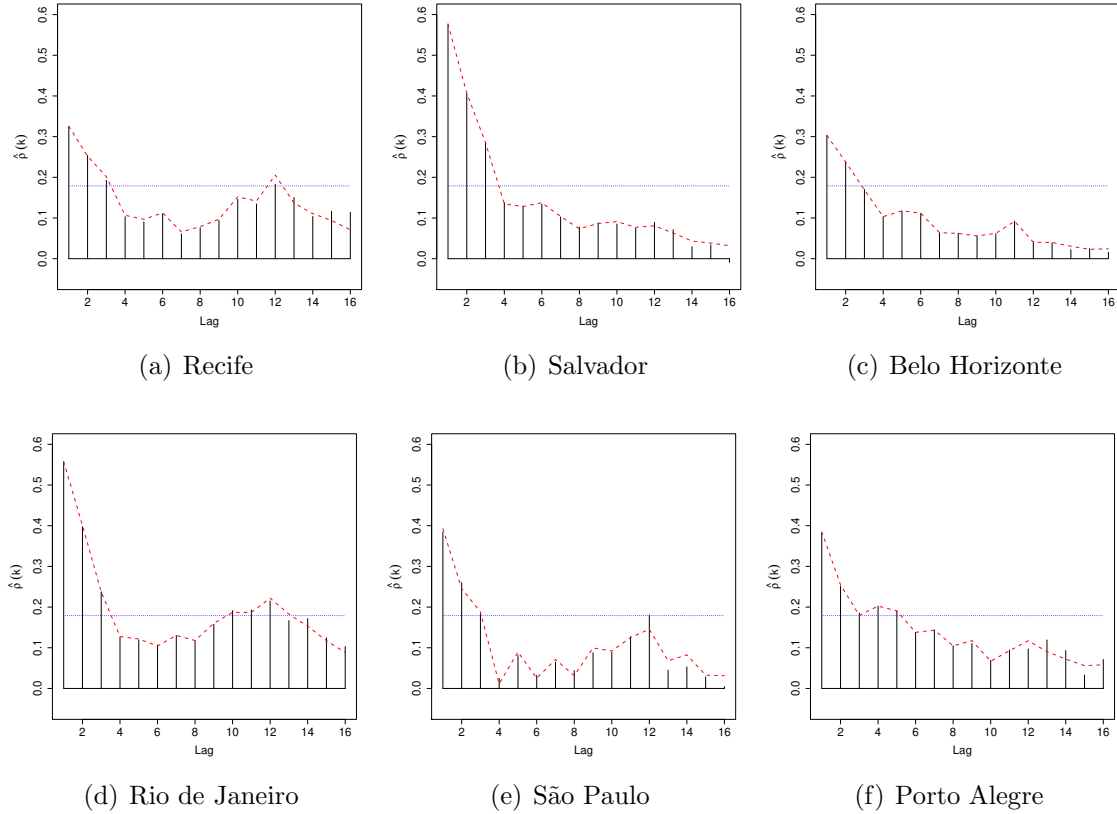 0.0 0.1 0.2 0.3 0.4 0.5 0.6
ρ̂ (k)
2 4 6 8 10 12 14 16
Lag
(a) Recife
0.0 0.1 0.2 0.3 0.4 0.5 0.6
ρ̂ (k)
2 4 6 8 10 12 14 16
Lag
(b) Salvador
0.0 0.1 0.2 0.3 0.4 0.5 0.6
ρ̂ (k)
2 4 6 8 10 12 14 16
Lag
(c) Belo Horizonte
0.0 0.1 0.2 0.3 0.4 0.5 0.6
ρ̂ (k)
2 4 6 8 10 12 14 16
Lag
(d) Rio de Janeiro
0.0 0.1 0.2 0.3 0.4 0.5 0.6
ρ̂ (k)
2 4 6 8 10 12 14 16
Lag
(e) São Paulo
0.0 0.1 0.2 0.3 0.4 0.5 0.6
ρ̂ (k)
2 4 6 8 10 12 14 16
Lag
(f) Porto Alegre